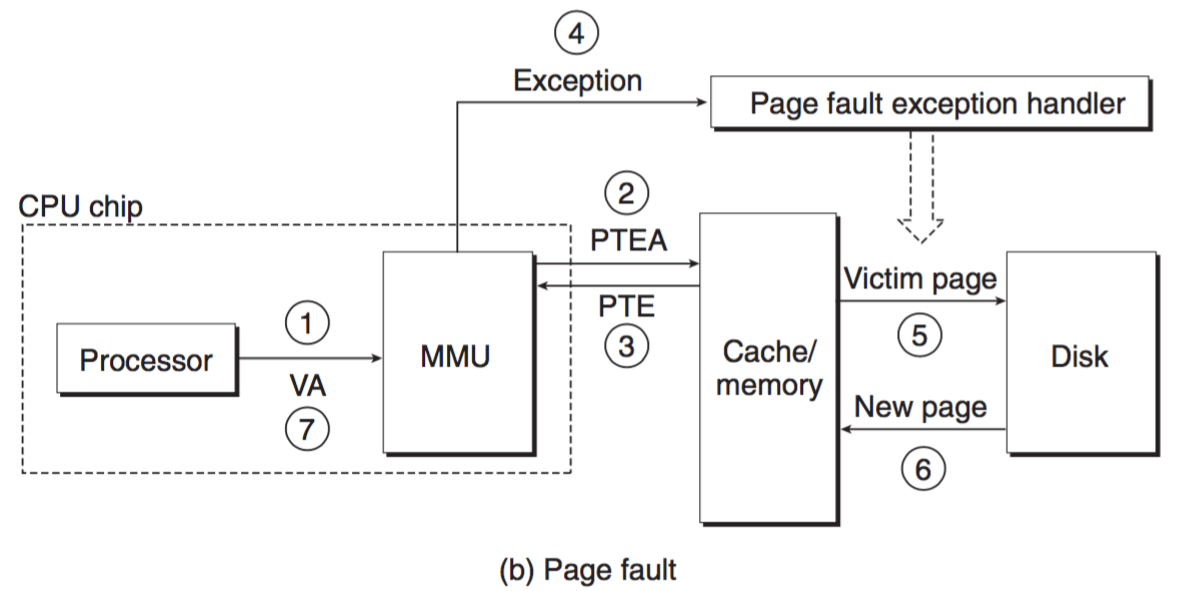 4
Exception
Page fault exception handler
CPU chip
2
PTEA
Victim page
1
PTE
Processor
MMU
3
Cache/
memory
5
Disk
VA
7
New page
6
(b) Page fault